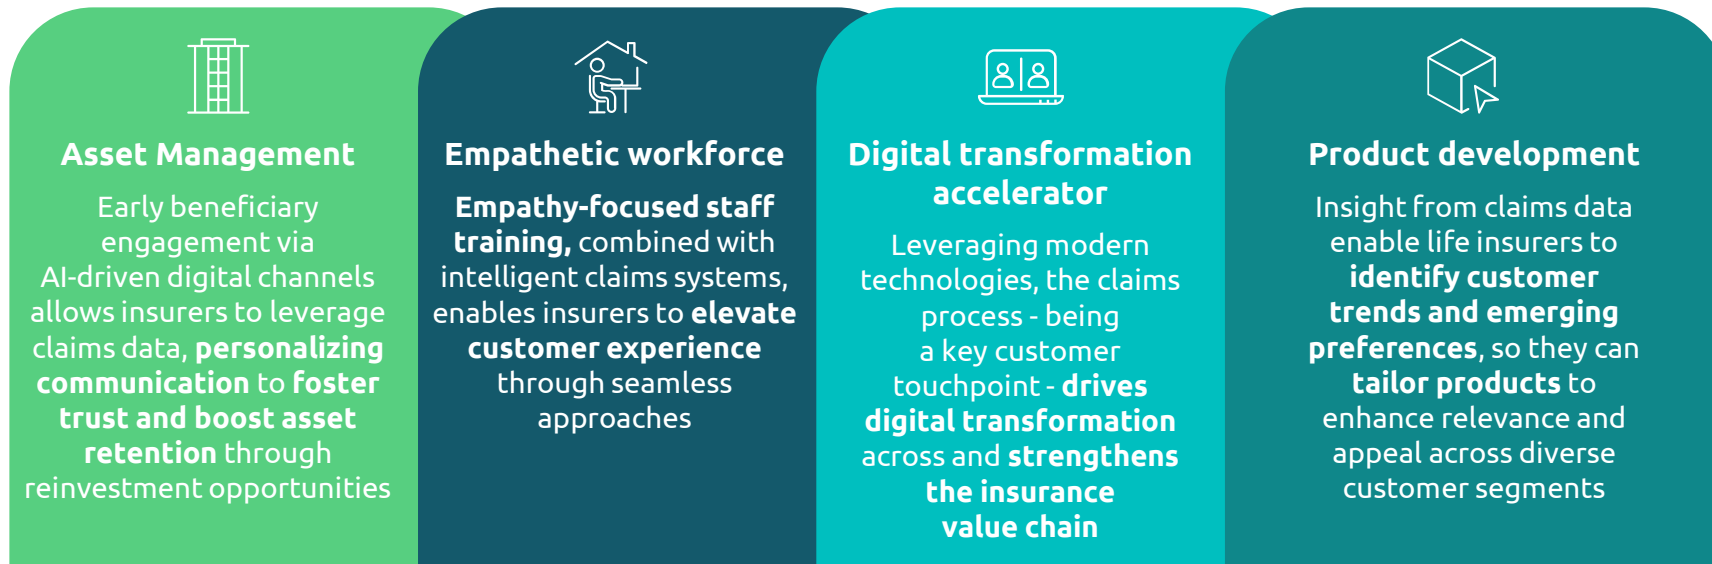 Asset Management
Early beneficiary
engagement via
AI-driven digital channels
allows insurers to leverage
claims data, personalizing
communication to foster
trust and boost asset
retention through
reinvestment opportunities
Empathetic workforce
Empathy-focused staff
training, combined with
intelligent claims systems,
enables insurers to elevate
customer experience
through seamless
approaches
Digital transformation
accelerator
Leveraging modern
technologies, the claims
process - being
a key customer
touchpoint - drives
digital transformation
across and strengthens
the insurance
value chain
Product development
Insight from claims data
enable life insurers to
identify customer
trends and emerging
preferences, so they can
tailor products to
enhance relevance and
appeal across diverse
customer segments